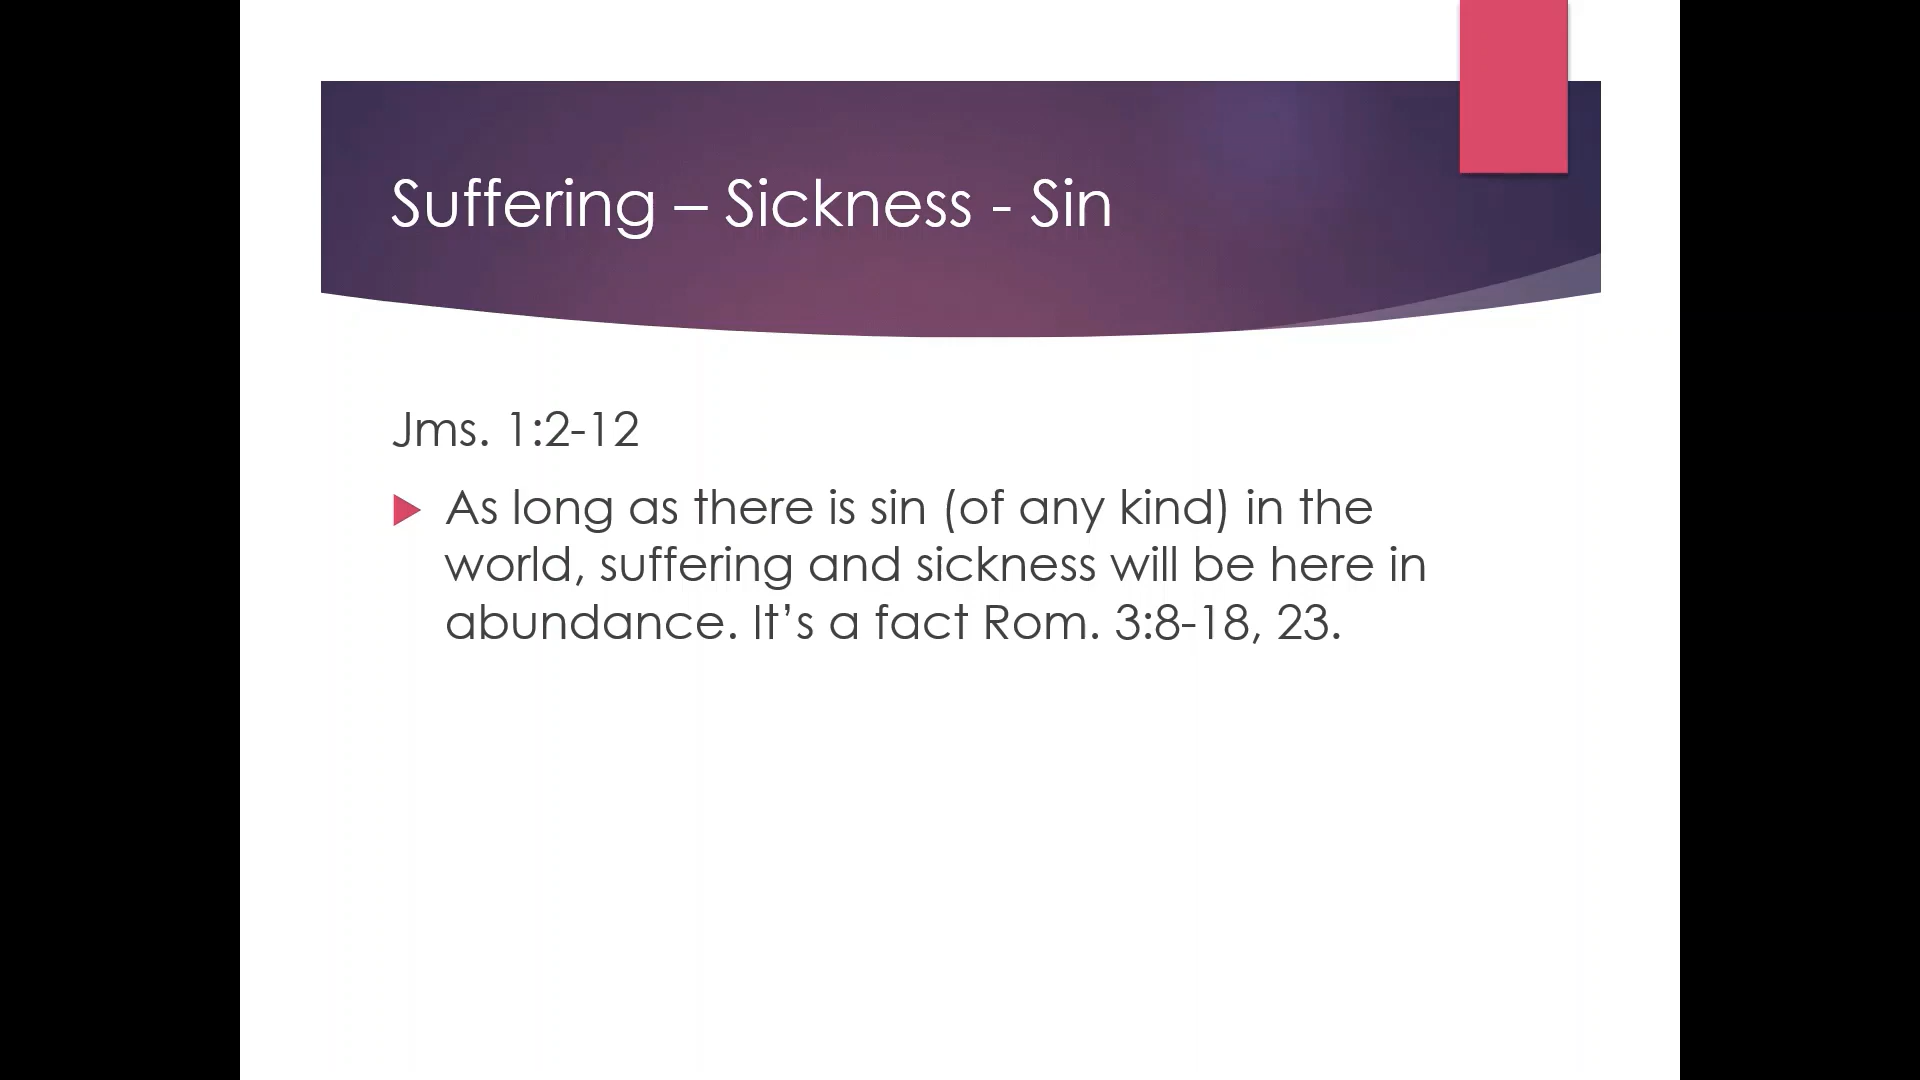 Suffering – Sickness - Sin
Jms. 1:2-12
As long as there is sin (of any kind) in the
world, suffering and sickness will be here in
abundance. It’s a fact Rom. 3:8-18, 23.